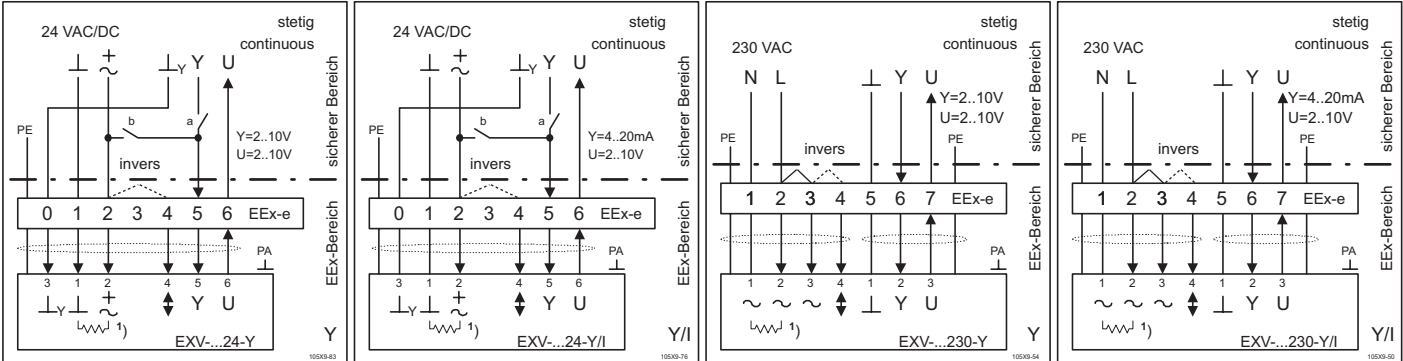 stetig
24 VAC/DC
continuous
+
~
⊥
⊥Y
Y
U
sicherer Bereich
PE
b
a
Y=2..10V
U=2..10V
invers
0 1 2 3 4 5 6 EEx-e
EEx-Bereich
PA
3 1 2 4 5 6
⊥Y ⊥ + ~ Y U
1)
EXV-...24-Y
Y
105X9-83
stetig
24 VAC/DC
continuous
+
~
⊥
⊥Y
Y
U
sicherer Bereich
PE
b
a
Y=4..20mA
U=2..10V
invers
0 1 2 3 4 5 6 EEx-e
EEx-Bereich
PA
3 1 2 4 5 6
⊥Y ⊥ + ~ Y U
1)
EXV-...24-Y/I
Y/I
105X9-76
stetig
230 VAC
continuous
N L ⊥ Y U
Y=2..10V
U=2..10V
sicherer Bereich
PE
PE
invers
1 2 3 4 5 6 7 EEx-e
EEx-Bereich
PA
1 2 3 4 1 2 3
~ ~ ~ ⊥ Y U
1)
EXV-...230-Y
Y
105X9-54
stetig
230 VAC
continuous
N L ⊥ Y U
Y=4..20mA
U=2..10V
sicherer Bereich
PE
PE
invers
1 2 3 4 5 6 7 EEx-e
EEx-Bereich
PA
1 2 3 4 1 2 3
~ ~ ~ ⊥ Y U
1)
EXV-...230-Y/I
Y/I
105X9-50